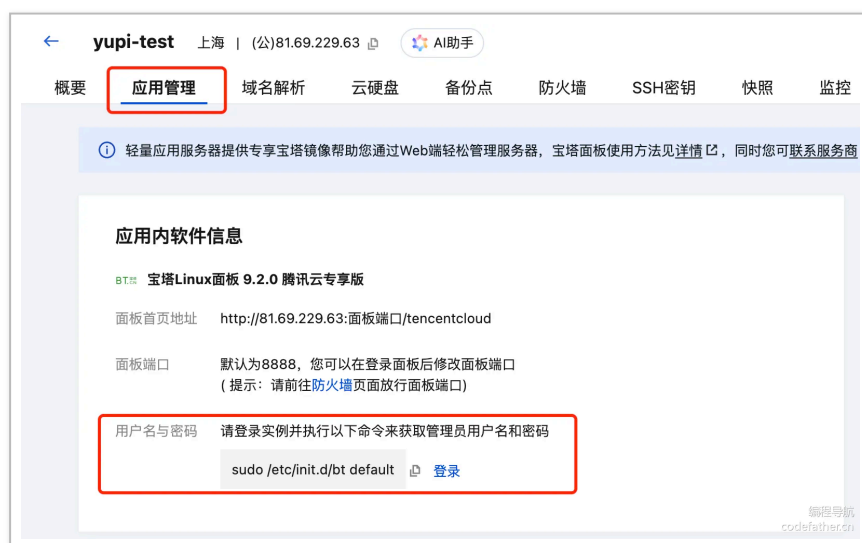 yupi-test 上海 | (公)81.69.229.63 AI助手
概要 应用管理 域名解析 云硬盘 备份点 防火墙 SSH密钥 快照 监控
轻量应用服务器提供专享宝塔镜像帮助您通过Web端轻松管理服务器，宝塔面板使用方法见详情，同时您可联系服务商
应用内软件信息
BT.宝塔 宝塔Linux面板 9.2.0 腾讯云专享版
面板首页地址 http://81.69.229.63:面板端口/tencentcloud
面板端口 默认为8888，您可以在登录面板后修改面板端口
( 提示：请前往防火墙页面放行面板端口)
用户名与密码 请登录实例并执行以下命令来获取管理员用户名和密码
sudo /etc/init.d/bt default 登录
编程导航
codefather.cn